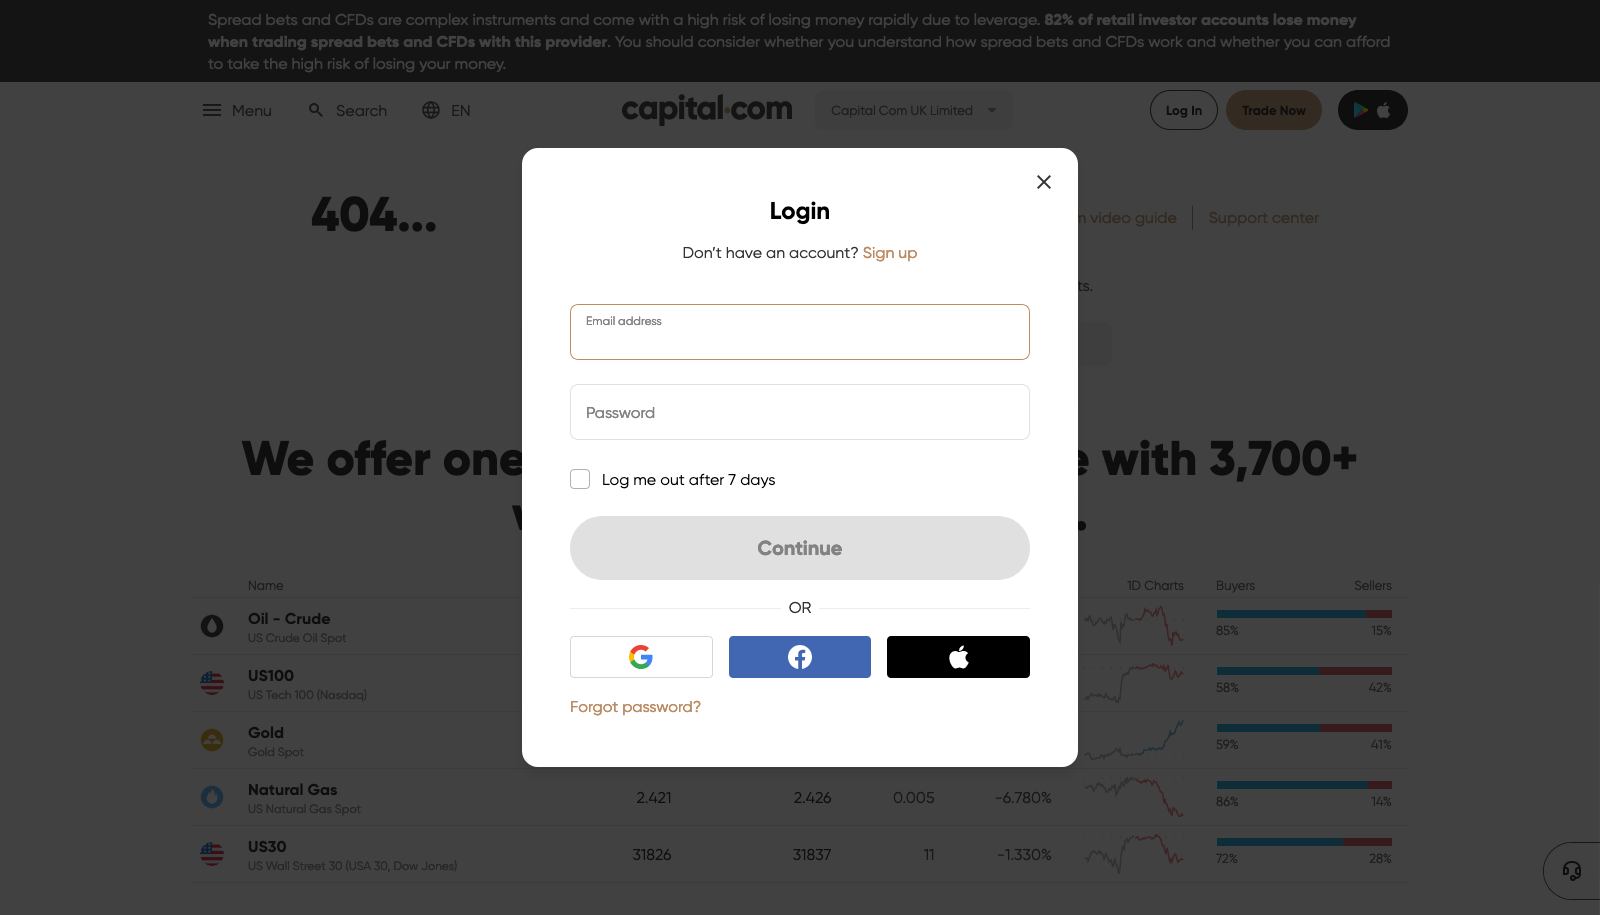 Spread bets and CFDs are complex instruments and come with a high risk of losing money rapidly due to leverage. 82% of retail investor accounts lose money
when trading spread bets and CFDs with this provider. You should consider whether you understand how spread bets and CFDs work and whether you can afford
to take the high risk of losing your money.
Menu Search EN capital.com Capital Com UK Limited Log In Trade Now
404...
video guide Support center
Login
Don't have an account? Sign up
Email address
Password
We offer one with 3,700+
Log me out after 7 days
Continue
OR
Forgot password?
Name 1D Charts Buyers Sellers
Oil - Crude
US Crude Oil Spot
85% 15%
US100
US Tech 100 (Nasdaq)
58% 42%
Gold
Gold Spot
59% 41%
Natural Gas
US Natural Gas Spot
2.421 2.426 0.005 -6.780%
86% 14%
US30
US Wall Street 30 (USA 30, Dow Jones)
31826 31837 11 -1.330%
72% 28%